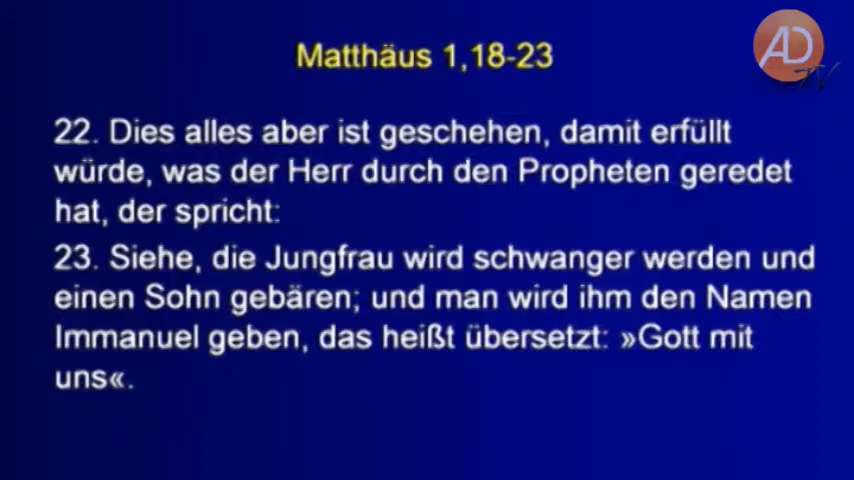 Matthäus 1,18-23
AD
TV
22. Dies alles aber ist geschehen, damit erfüllt
würde, was der Herr durch den Propheten geredet
hat, der spricht:
23. Siehe, die Jungfrau wird schwanger werden und
einen Sohn gebären; und man wird ihm den Namen
Immanuel geben, das heißt übersetzt: »Gott mit
uns«.